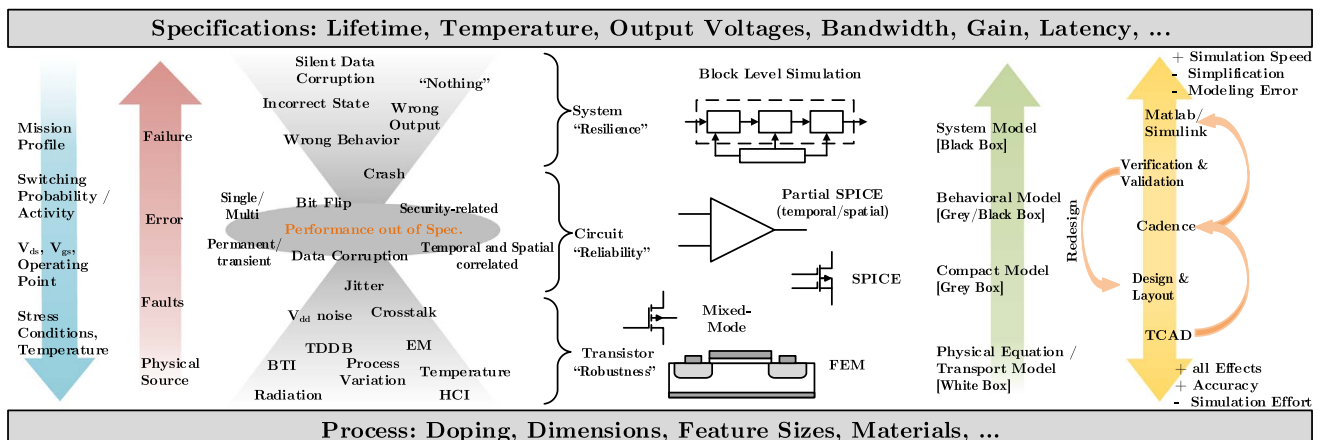 Specifications: Lifetime, Temperature, Output Voltages, Bandwidth, Gain, Latency, ...
Mission
Profile
Switching
Probability /
Activity
Vds, Vgs,
Operating
Point
Stress
Conditions,
Temperature
Failure
Error
Faults
Physical
Source
Silent Data
Corruption
"Nothing"
Incorrect State
Wrong
Output
Wrong Behavior
Crash
Single/
Multi
Bit Flip
Security-related
Performance out of Spec.
Permanent/
transient
Data Corruption
Temporal and Spatial
correlated
Jitter
Vdd noise
Crosstalk
TDDB
EM
BTI
Process
Variation
Temperature
Radiation
HCI
System
"Resilience"
Circuit
"Reliability"
Transistor
"Robustness"
Block Level Simulation
Partial SPICE
(temporal/spatial)
SPICE
Mixed-
Mode
FEM
System Model
[Black Box]
Behavioral Model
[Grey/Black Box]
Compact Model
[Grey Box]
Physical Equation /
Transport Model
[White Box]
+ Simulation Speed
- Simplification
- Modeling Error
Matlab/
Simulink
Verification &
Validation
Redesign
Cadence
Design &
Layout
TCAD
+ all Effects
+ Accuracy
- Simulation Effort
Process: Doping, Dimensions, Feature Sizes, Materials, ...